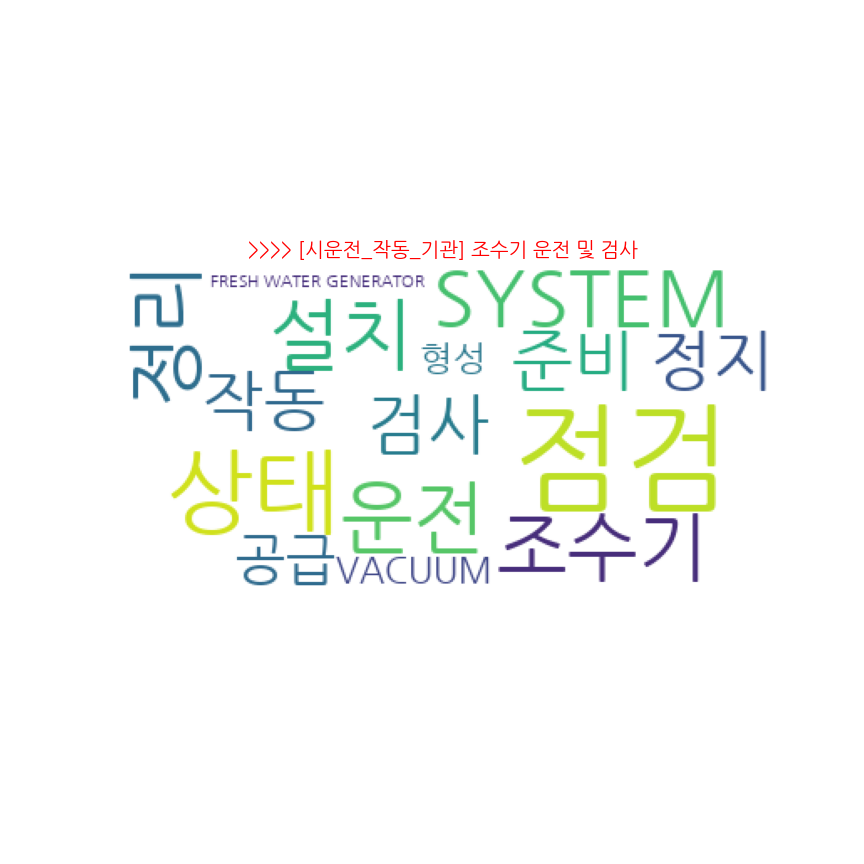 >>>> [시운전_작동_기관] 조수기 운전 및 검사
정리
FRESH WATER GENERATOR
SYSTEM
설치
형성
준비
정지
작동
검사
점검
상태
운전
조수기
공급
VACUUM